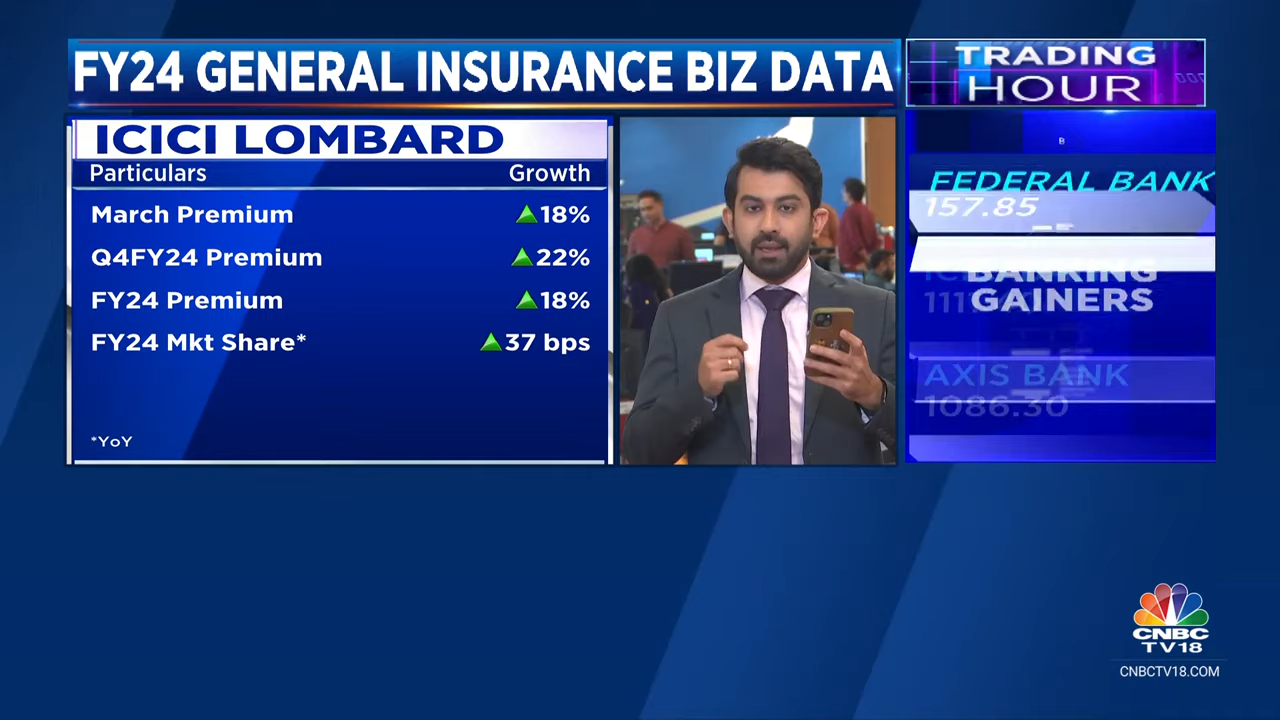 FY24 GENERAL INSURANCE BIZ DATA
TRADING
HOUR
ICICI LOMBARD
Particulars Growth
March Premium 18%
Q4FY24 Premium 22%
FY24 Premium 18%
FY24 Mkt Share* 37 bps
*YoY
B
FEDERAL BANK
157.85
BANKING
GAINERS
AXIS BANK
1086.30
CNBC
TV18
CNBCTV18.COM